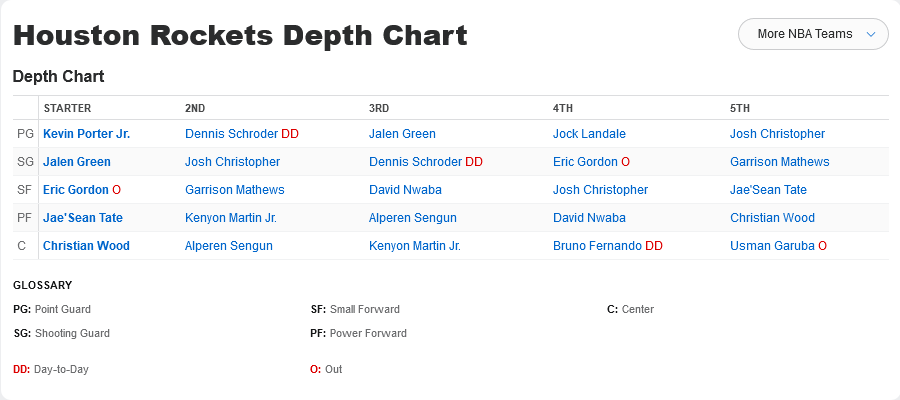 Houston Rockets Depth Chart
More NBA Teams
Depth Chart
STARTER 2ND 3RD 4TH 5TH
PG Kevin Porter Jr. Dennis Schroder DD Jalen Green Jock Landale Josh Christopher
SG Jalen Green Josh Christopher Dennis Schroder DD Eric Gordon O Garrison Mathews
SF Eric Gordon O Garrison Mathews David Nwaba Josh Christopher Jae'Sean Tate
PF Jae'Sean Tate Kenyon Martin Jr. Alperen Sengun David Nwaba Christian Wood
C Christian Wood Alperen Sengun Kenyon Martin Jr. Bruno Fernando DD Usman Garuba O
GLOSSARY
PG: Point Guard SF: Small Forward C: Center
SG: Shooting Guard PF: Power Forward
DD: Day-to-Day O: Out